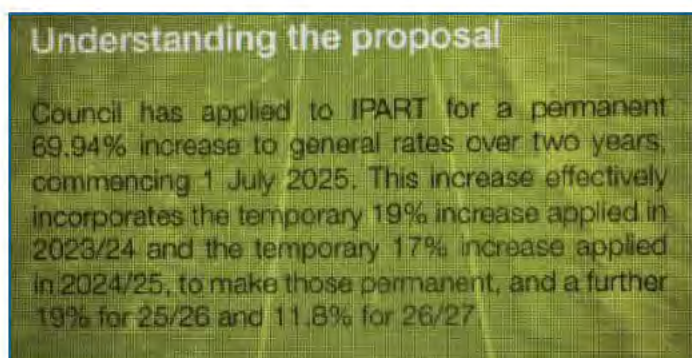 Understanding the proposal
Council has applied to IPART for a permanent
69.94% increase to general rates over two years,
commencing 1 July 2025. This increase effectively
incorporates the temporary 19% increase applied in
2023/24 and the temporary 17% increase applied
in 2024/25, to make those permanent, and a further
19% for 25/26 and 11.8% for 26/27